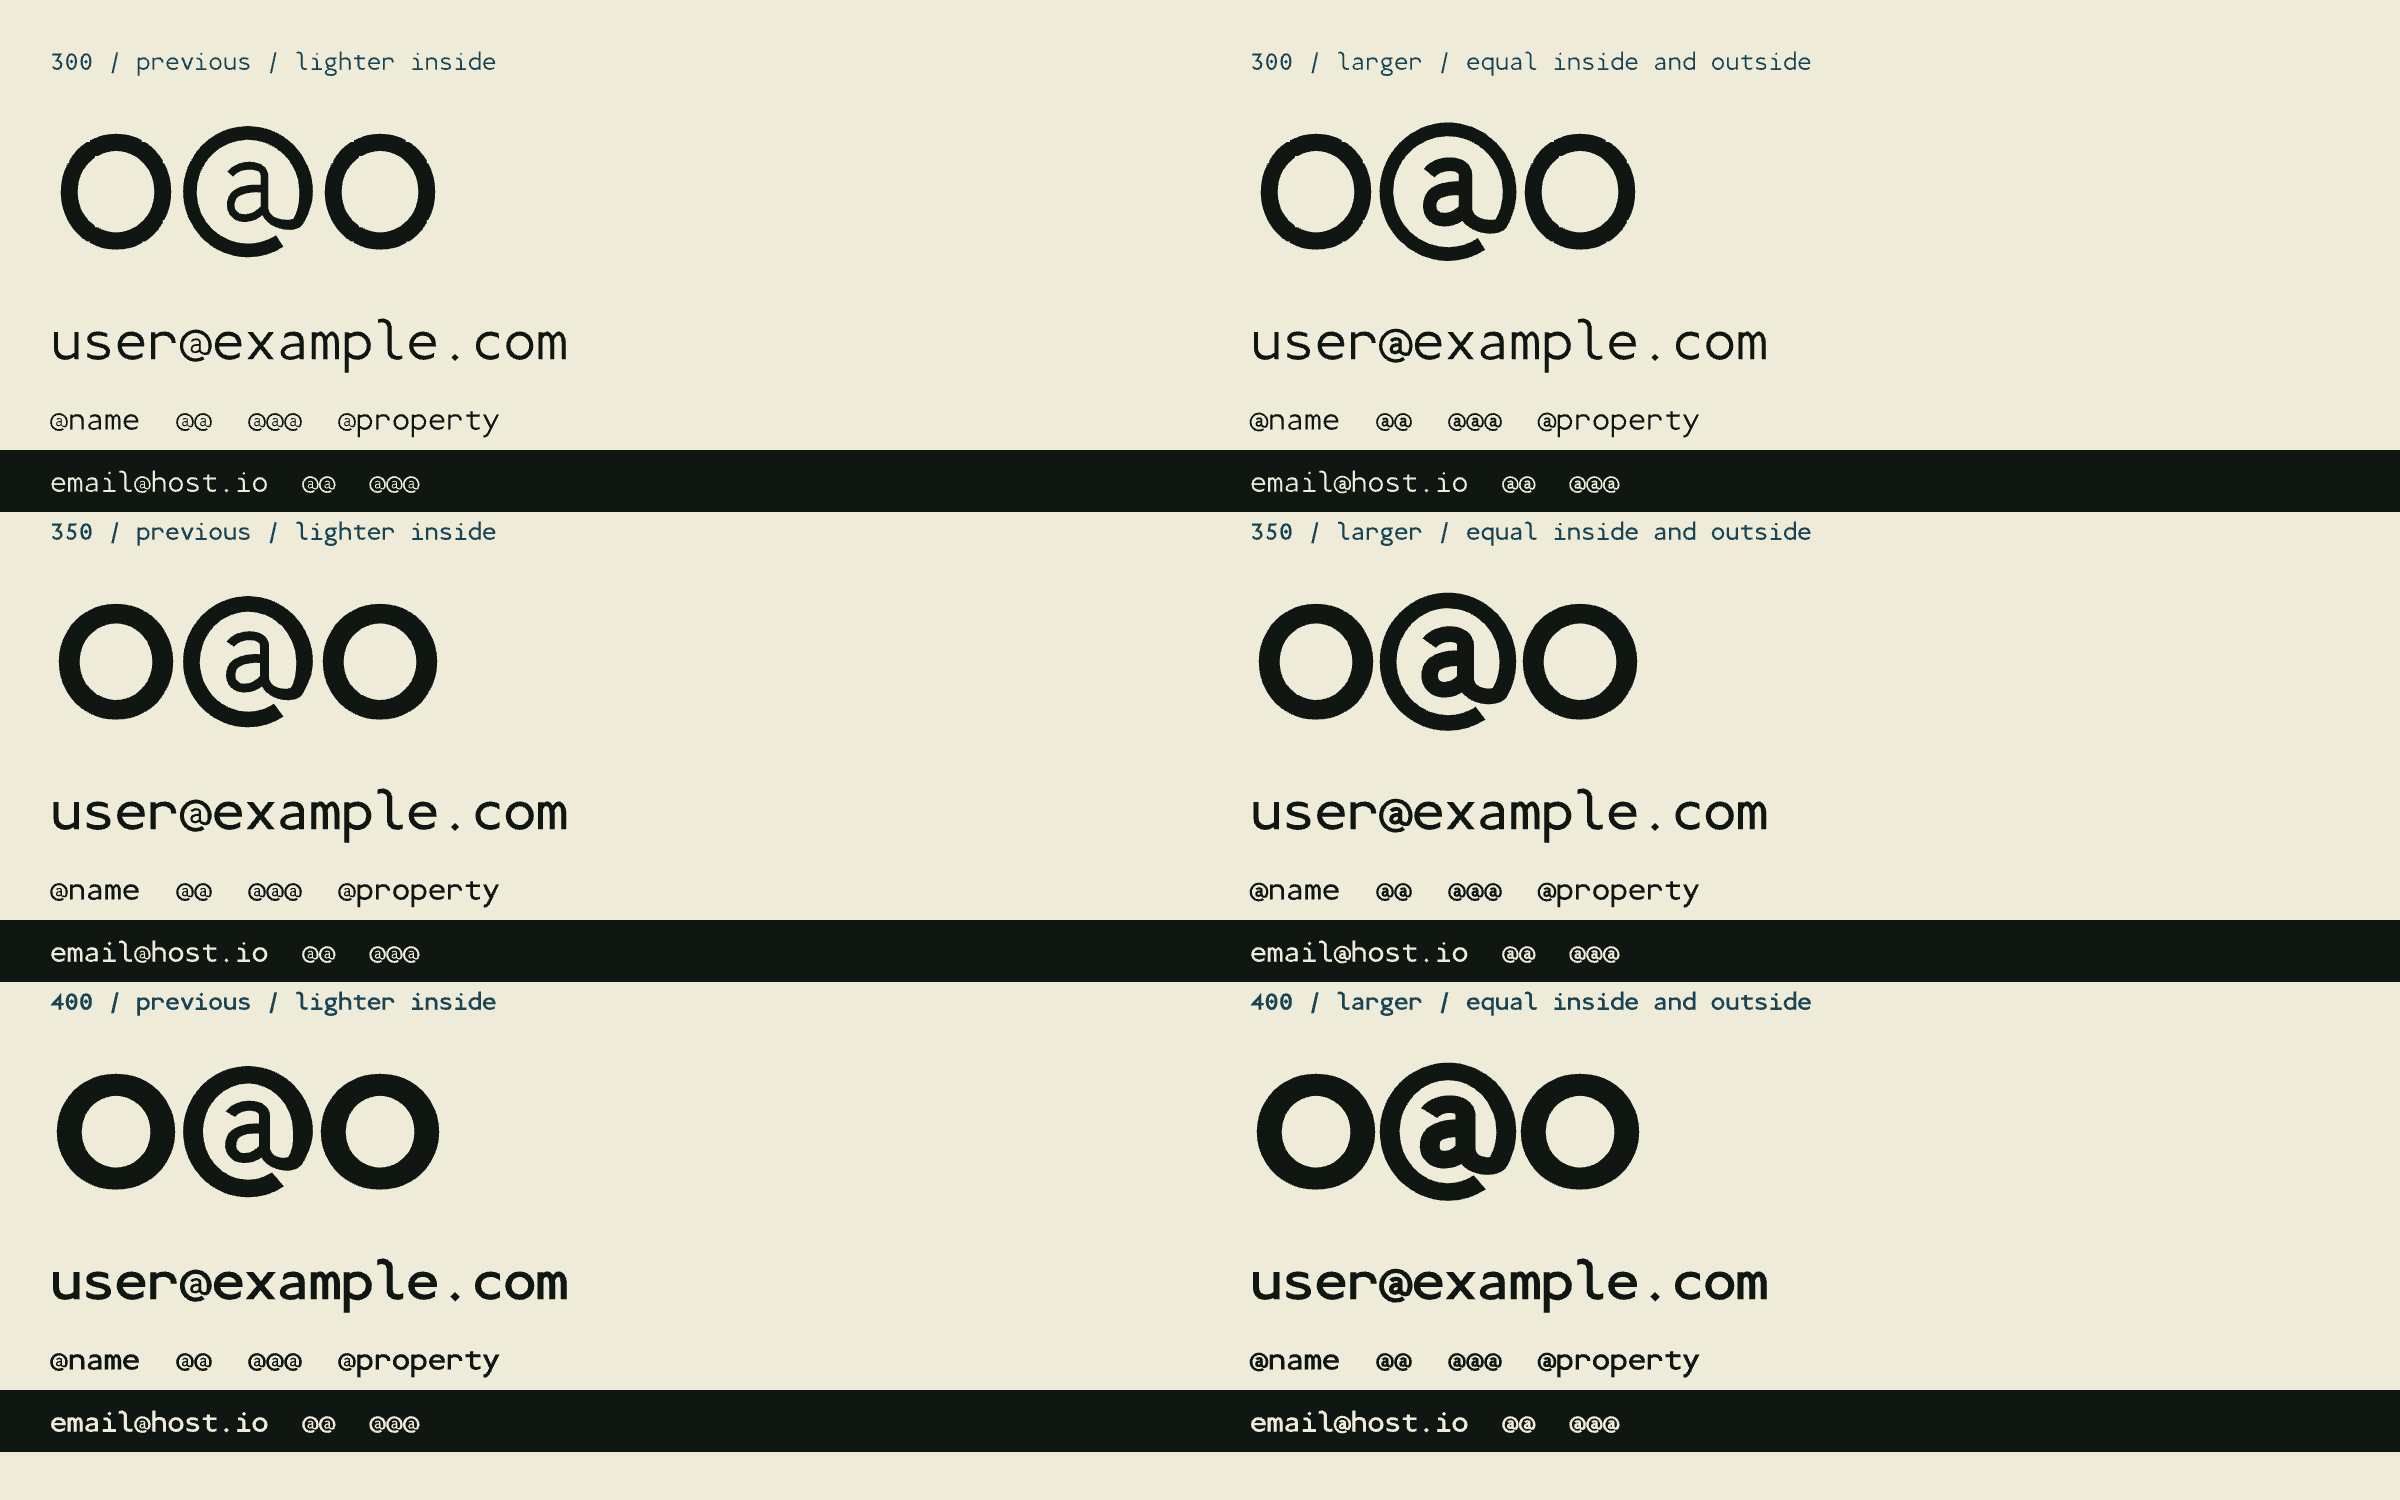 300 / previous / lighter inside
o@o
user@example.com
@name  @@  @@@  @property
email@host.io  @@  @@@
300 / larger / equal inside and outside
o@o
user@example.com
@name  @@  @@@  @property
email@host.io  @@  @@@
350 / previous / lighter inside
o@o
user@example.com
@name  @@  @@@  @property
email@host.io  @@  @@@
350 / larger / equal inside and outside
o@o
user@example.com
@name  @@  @@@  @property
email@host.io  @@  @@@
400 / previous / lighter inside
o@o
user@example.com
@name  @@  @@@  @property
email@host.io  @@  @@@
400 / larger / equal inside and outside
o@o
user@example.com
@name  @@  @@@  @property
email@host.io  @@  @@@